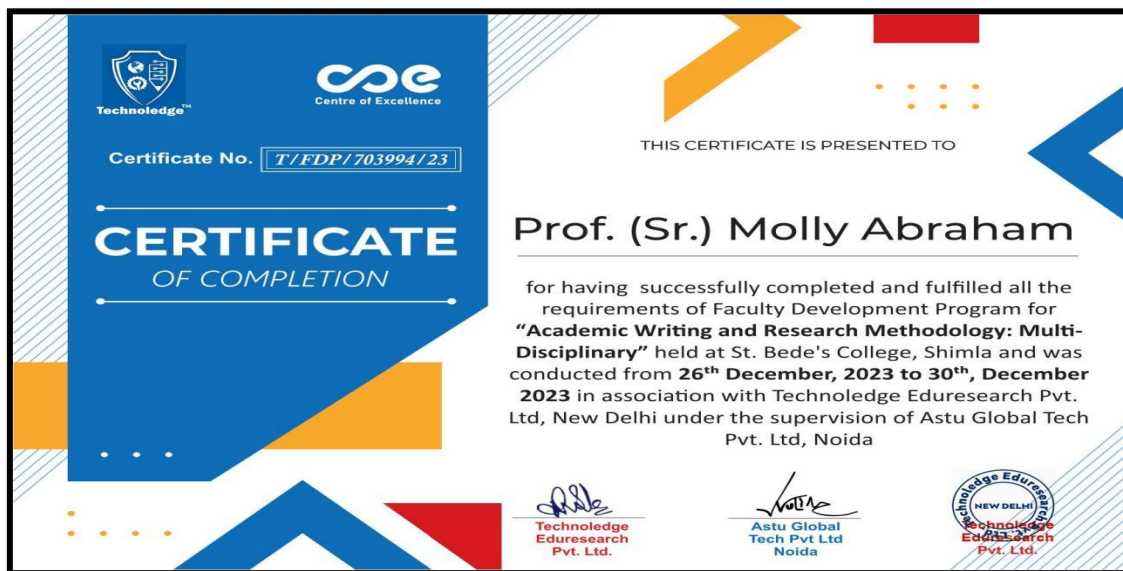 Technoledge™
coe
Centre of Excellence
Certificate No. T/FDP/703994/23
CERTIFICATE
OF COMPLETION
THIS CERTIFICATE IS PRESENTED TO
Prof. (Sr.) Molly Abraham
for having successfully completed and fulfilled all the
requirements of Faculty Development Program for
“Academic Writing and Research Methodology: Multi-
Disciplinary” held at St. Bede's College, Shimla and was
conducted from 26th December, 2023 to 30th, December
2023 in association with Technoledge Eduresearch Pvt.
Ltd, New Delhi under the supervision of Astu Global Tech
Pvt. Ltd, Noida
Technoledge
Eduresearch
Pvt. Ltd.
Astu Global
Tech Pvt Ltd
Noida
Technoledge Eduresearch Pvt. Ltd
NEW DELHI
Technoledge
Eduresearch
Pvt. Ltd.